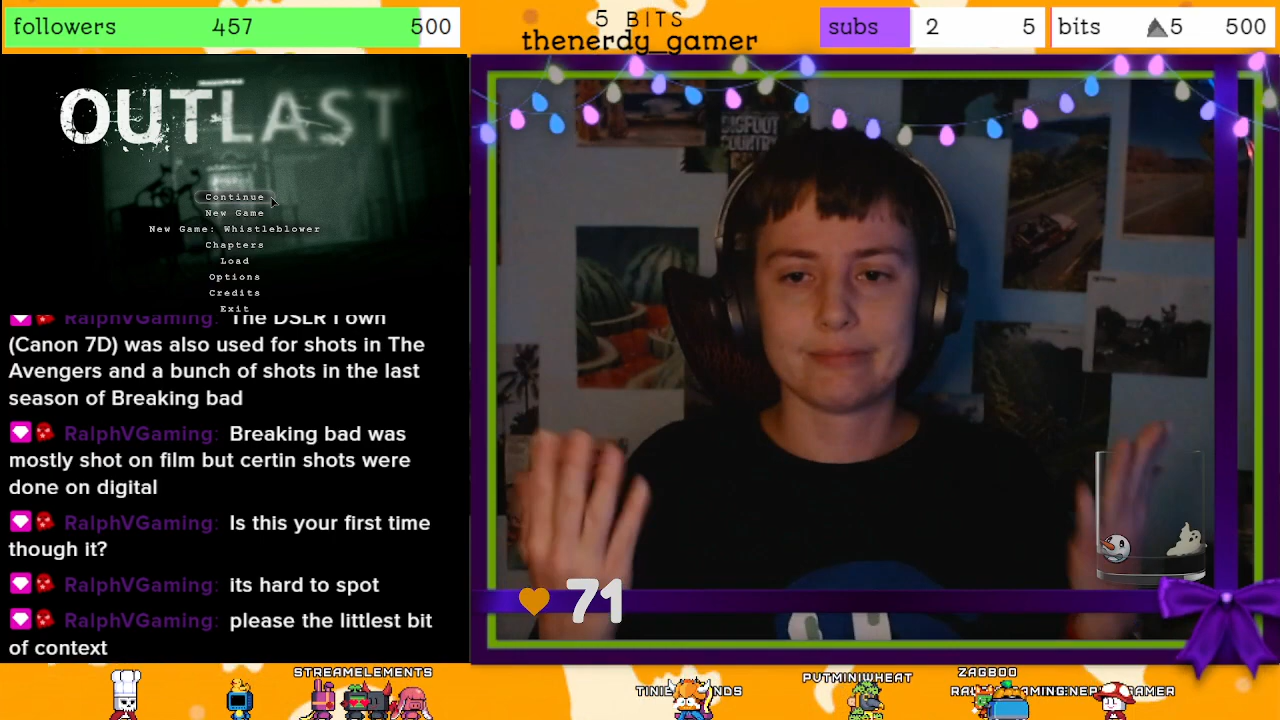 followers 457 500
5 BITS
thenerdy_gamer
subs 2 5
bits 5 500
OUTLAST
Continue
New Game
New Game: Whistleblower
Chapters
Load
Options
Credits
Exit
RalphVGaming: The DSLR I own
(Canon 7D) was also used for shots in The
Avengers and a bunch of shots in the last
season of Breaking bad
RalphVGaming: Breaking bad was
mostly shot on film but certin shots were
done on digital
RalphVGaming: Is this your first time
though it?
RalphVGaming: its hard to spot
RalphVGaming: please the littlest bit
of context
BIGFOOT
COUNTRY
71
STREAMELEMENTS
PUTMINIWHEAT
ZAGBOO